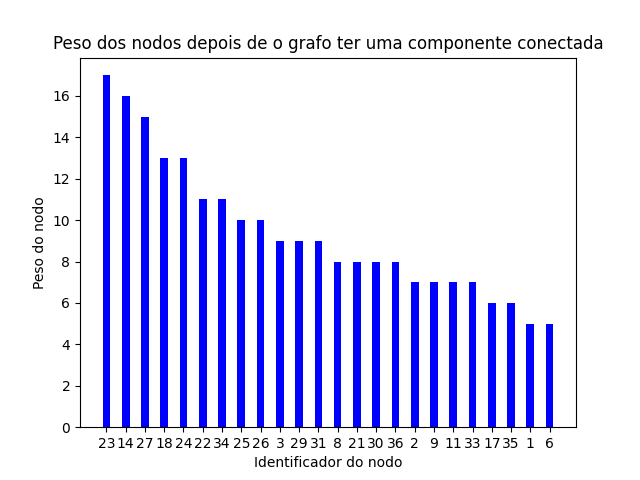 Peso dos nodos depois de o grafo ter uma componente conectada
Peso do nodo
16
14
12
10
8
6
4
2
0
23 14 27 18 24 22 34 25 26 3 29 31 8 21 30 36 2 9 11 33 17 35 1 6
Identificador do nodo